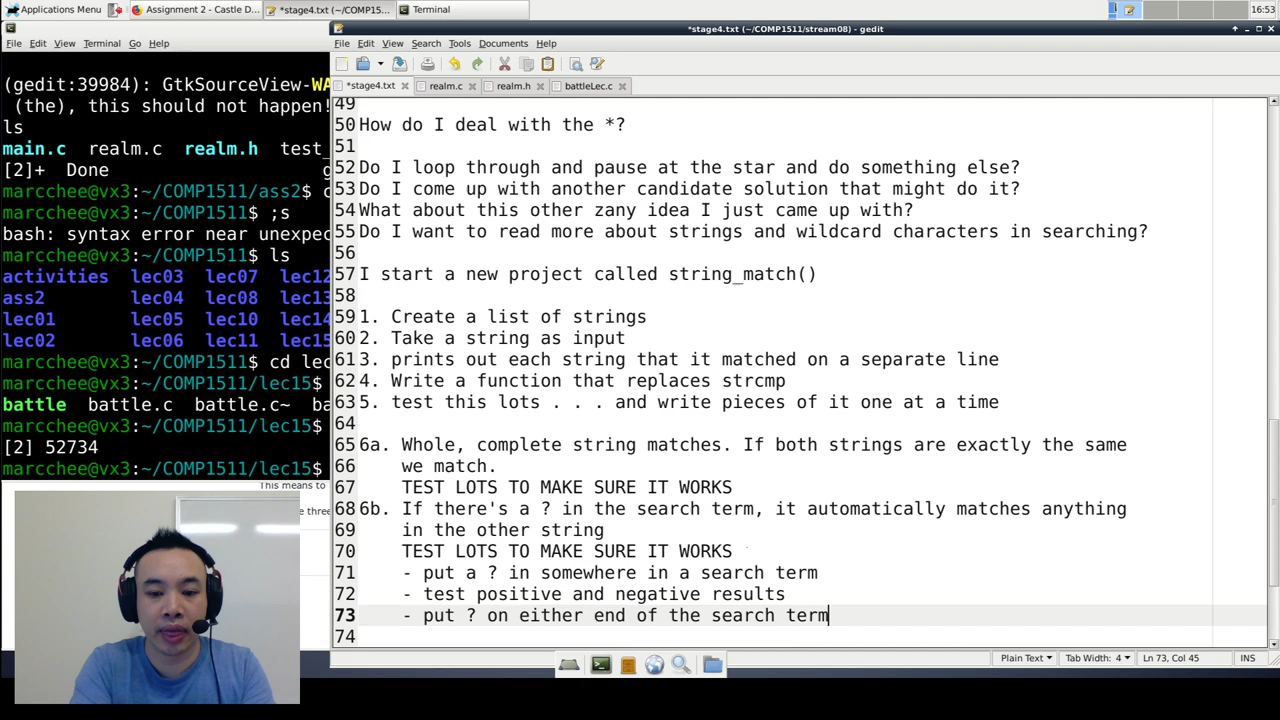 Applications Menu
Assignment 2 - Castle D...
*stage4.txt (~/COMP15...
Terminal
16:53
File Edit View Terminal Go Help
(gedit:39984): GtkSourceView-WA
(the), this should not happen!
ls
main.c realm.c realm.h test_
[2]+ Done g
marcchee@vx3:~/COMP1511/ass2$ c
marcchee@vx3:~/COMP1511$ ;s
bash: syntax error near unexpec
marcchee@vx3:~/COMP1511$ ls
activities lec03 lec07 lec12
ass2 lec04 lec08 lec13
lec01 lec05 lec10 lec14
lec02 lec06 lec11 lec15
marcchee@vx3:~/COMP1511$ cd lec
marcchee@vx3:~/COMP1511/lec15$
battle battle.c battle.c~ ba
marcchee@vx3:~/COMP1511/lec15$
[2] 52734
marcchee@vx3:~/COMP1511/lec15$
This means to
e three
*stage4.txt (~/COMP1511/stream08) - gedit
File Edit View Search Tools Documents Help
*stage4.txt realm.c realm.h battleLec.c
49
50 How do I deal with the *?
51
52 Do I loop through and pause at the star and do something else?
53 Do I come up with another candidate solution that might do it?
54 What about this other zany idea I just came up with?
55 Do I want to read more about strings and wildcard characters in searching?
56
57 I start a new project called string_match()
58
59 1. Create a list of strings
60 2. Take a string as input
61 3. prints out each string that it matched on a separate line
62 4. Write a function that replaces strcmp
63 5. test this lots . . . and write pieces of it one at a time
64
65 6a. Whole, complete string matches. If both strings are exactly the same
66 we match.
67 TEST LOTS TO MAKE SURE IT WORKS
68 6b. If there's a ? in the search term, it automatically matches anything
69 in the other string
70 TEST LOTS TO MAKE SURE IT WORKS
71 - put a ? in somewhere in a search term
72 - test positive and negative results
73 - put ? on either end of the search term
74
Plain Text Tab Width: 4 Ln 73, Col 45 INS